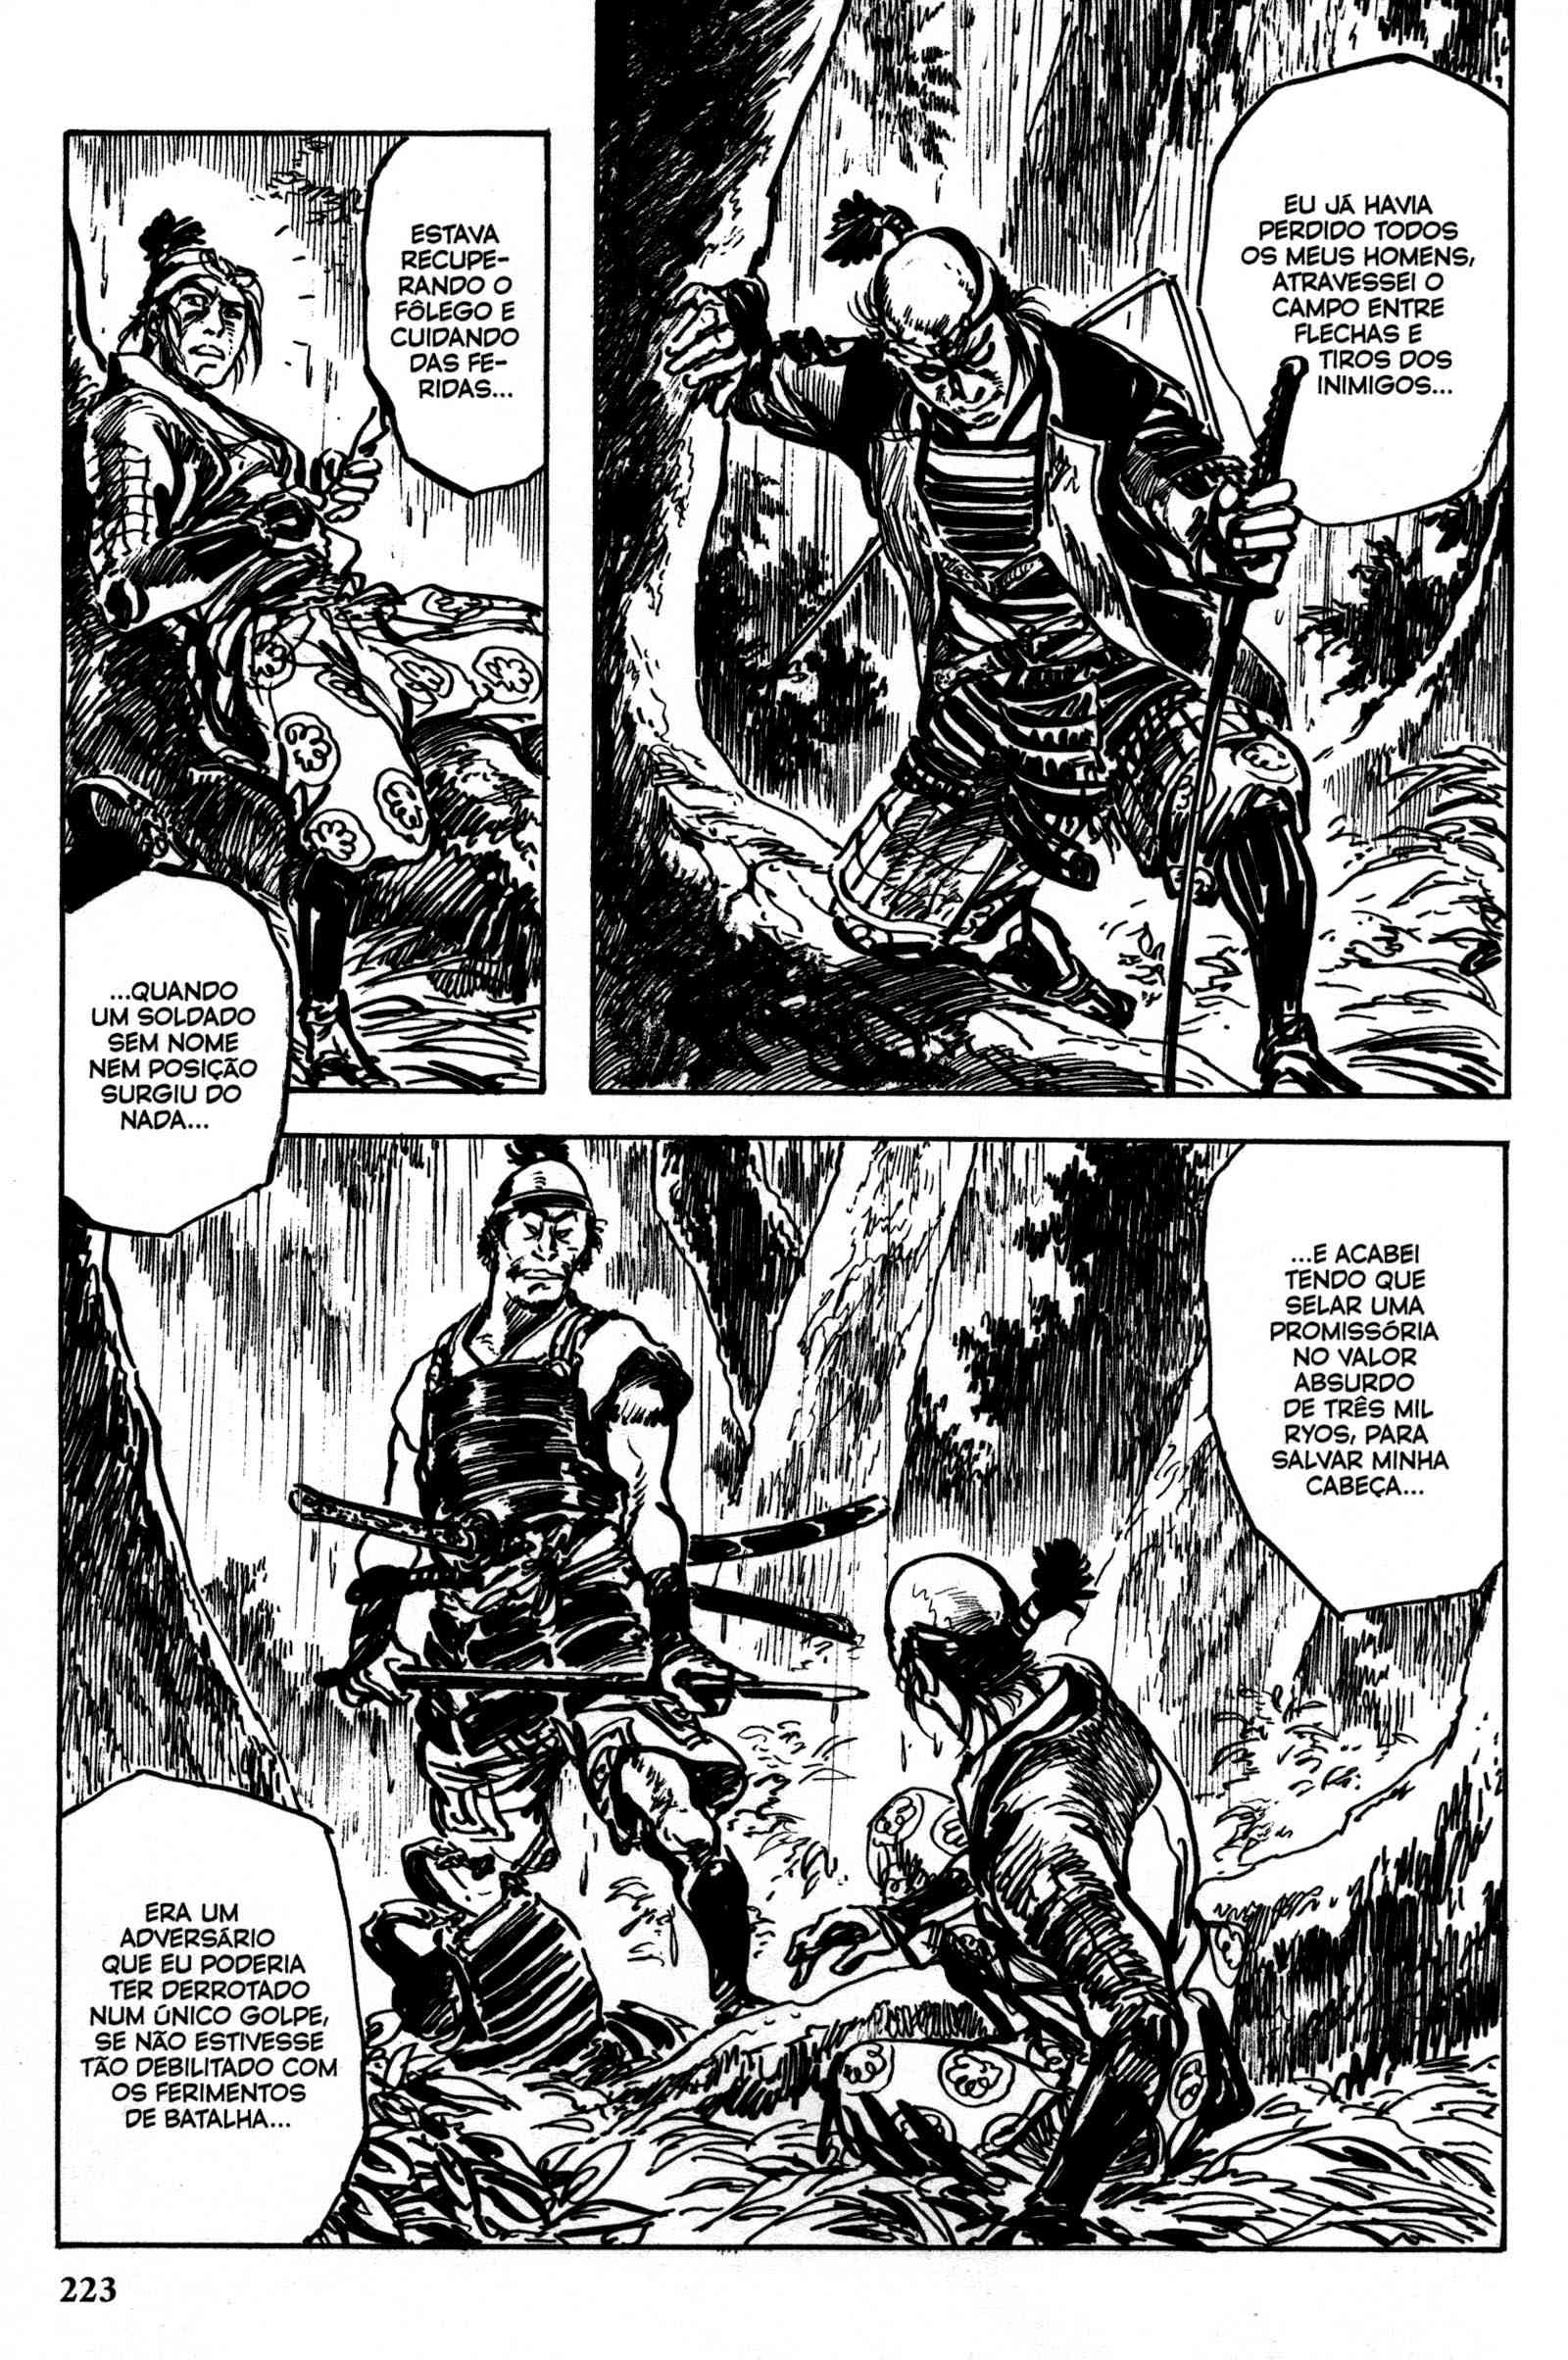 EU JÁ HAVIA
PERDIDO TODOS
OS MEUS HOMENS,
ATRAVESSEI O
CAMPO ENTRE
FLECHAS E
TIROS DOS
INIMIGOS...
ESTAVA
RECUPE-
RANDO O
FÔLEGO E
CUIDANDO
DAS FE-
RIDAS...
...QUANDO
UM SOLDADO
SEM NOME
NEM POSIÇÃO
SURGIU DO
NADA...
...E ACABEI
TENDO QUE
SELAR UMA
PROMISSÓRIA
NO VALOR
ABSURDO
DE TRÊS MIL
RYOS, PARA
SALVAR MINHA
CABEÇA...
ERA UM
ADVERSÁRIO
QUE EU PODERIA
TER DERROTADO
NUM ÚNICO GOLPE,
SE NÃO ESTIVESSE
TÃO DEBILITADO COM
OS FERIMENTOS
DE BATALHA...
223